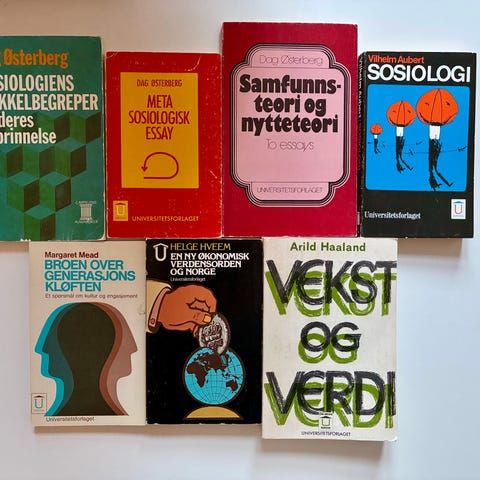 Østerberg
SIOLOGIENS
KKELBEGREPER
deres
prinnelse
DAG ØSTERBERG
META
SOSIOLOGISK
ESSAY
UNIVERSITETSFORLAGET
Dag Østerberg
Samfunns-
teori og
nytteteori
To essays
UNIVERSITETSFORLAGET
Vilhelm Aubert
SOSIOLOGI
Universitetsforlaget
Margaret Mead
BROEN OVER
GENERASJONS
KLØFTEN
Et spørsmål om kultur og engasjement
Universitetsforlaget
HELGE HVEEM
EN NY ØKONOMISK
VERDENSORDEN
OG NORGE
Universitetsforlaget
Arild Haaland
VEKST
OG
VERDI
UNIVERSITETSFORLAGET